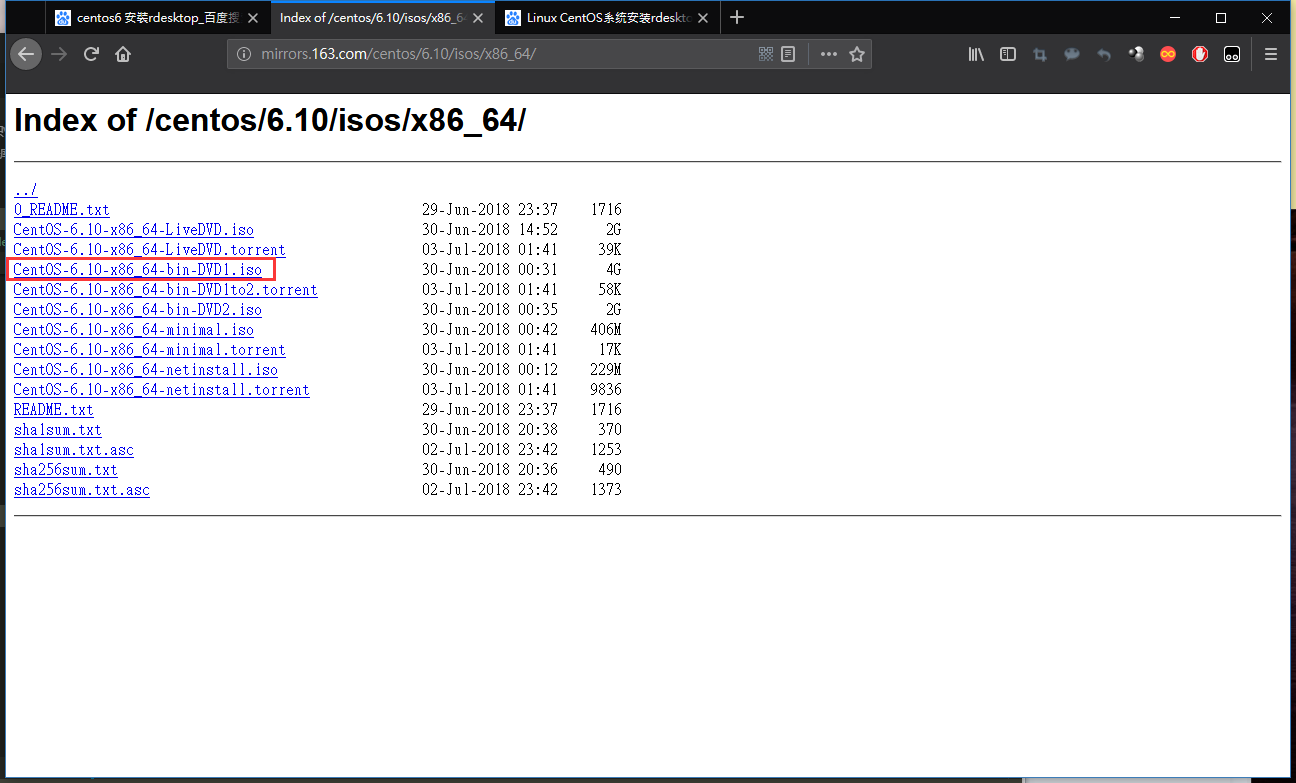 centos6 安裝rdesktop_百度搜
Index of /centos/6.10/isos/x86_6
Linux CentOS系统安装rdeskto
mirrors.163.com/centos/6.10/isos/x86_64/
Index of /centos/6.10/isos/x86_64/
../
0_README.txt 29-Jun-2018 23:37 1716
CentOS-6.10-x86_64-LiveDVD.iso 30-Jun-2018 14:52 2G
CentOS-6.10-x86_64-LiveDVD.torrent 03-Jul-2018 01:41 39K
CentOS-6.10-x86_64-bin-DVD1.iso 30-Jun-2018 00:31 4G
CentOS-6.10-x86_64-bin-DVD1to2.torrent 03-Jul-2018 01:41 58K
CentOS-6.10-x86_64-bin-DVD2.iso 30-Jun-2018 00:35 2G
CentOS-6.10-x86_64-minimal.iso 30-Jun-2018 00:42 406M
CentOS-6.10-x86_64-minimal.torrent 03-Jul-2018 01:41 17K
CentOS-6.10-x86_64-netinstall.iso 30-Jun-2018 00:12 229M
CentOS-6.10-x86_64-netinstall.torrent 03-Jul-2018 01:41 9836
README.txt 29-Jun-2018 23:37 1716
sha1sum.txt 30-Jun-2018 20:38 370
sha1sum.txt.asc 02-Jul-2018 23:42 1253
sha256sum.txt 30-Jun-2018 20:36 490
sha256sum.txt.asc 02-Jul-2018 23:42 1373